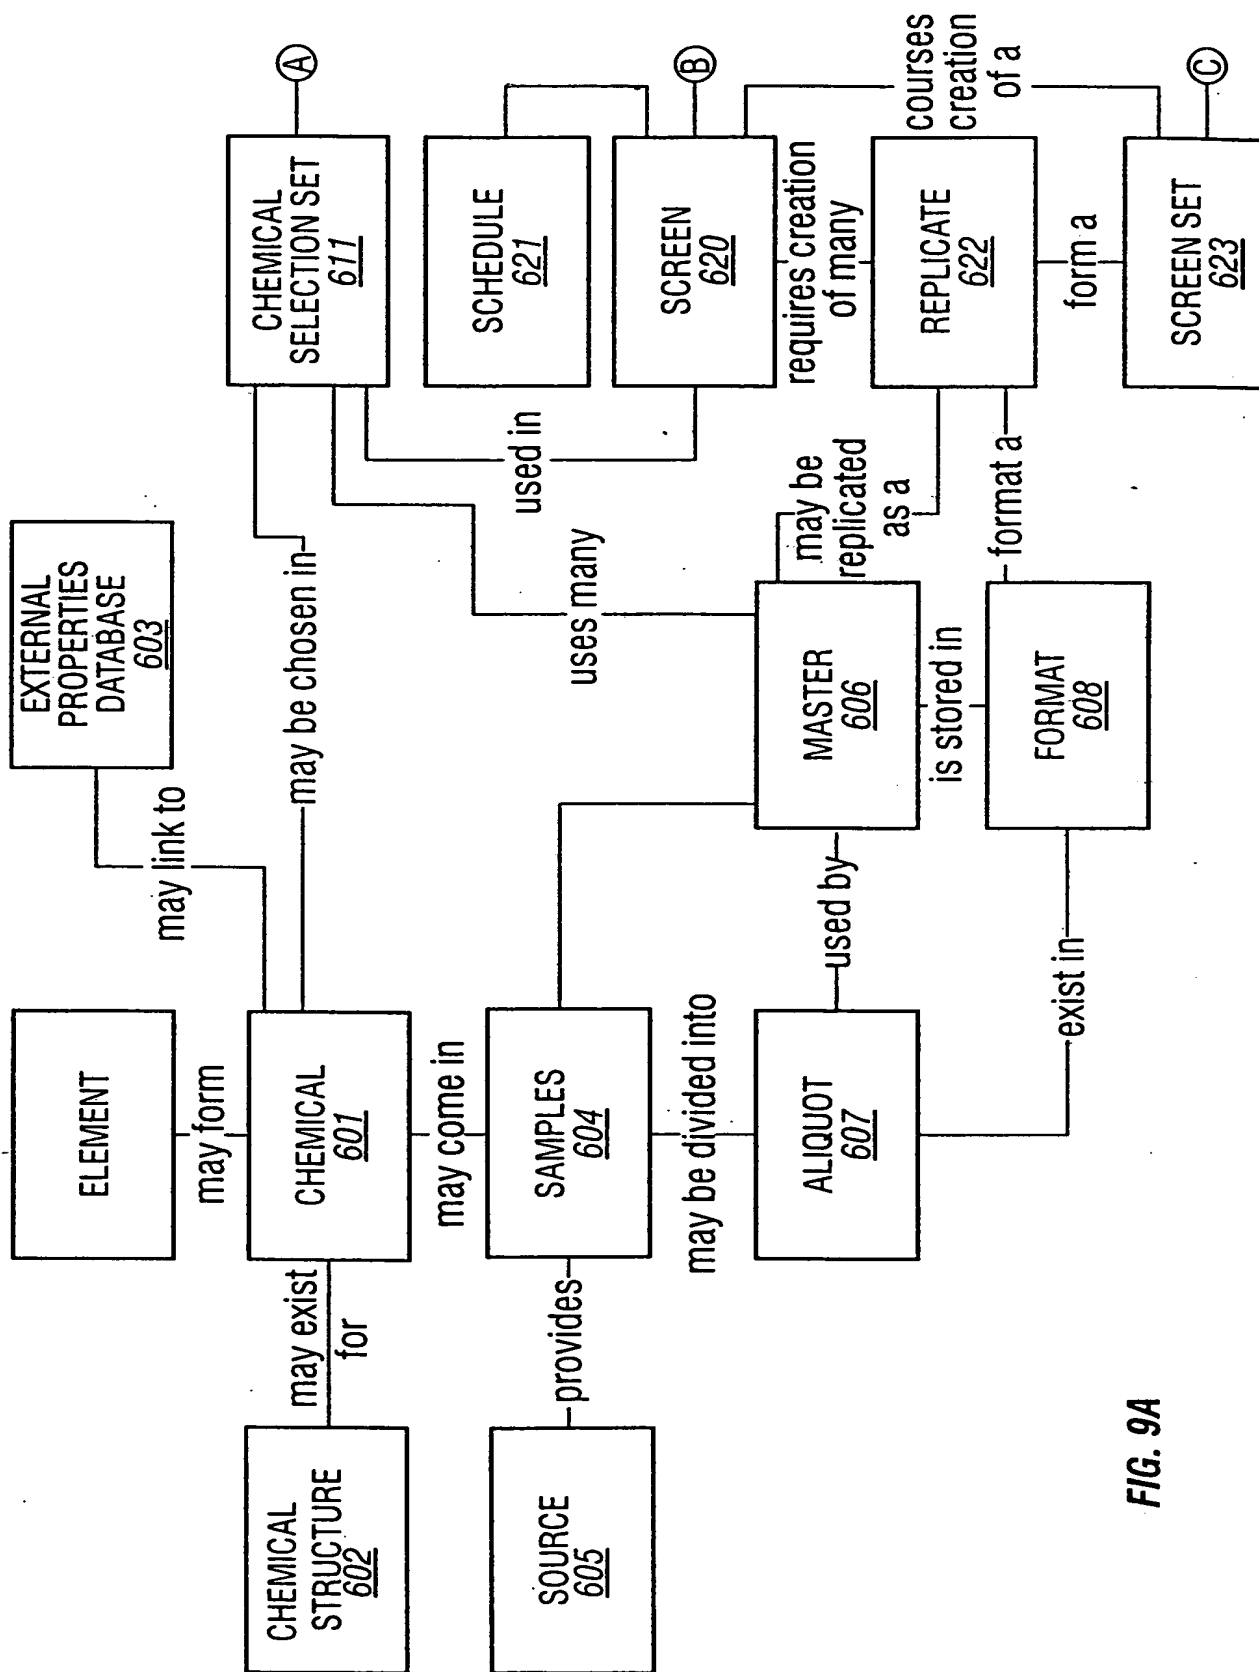 ELEMENT
EXTERNAL
PROPERTIES
DATABASE
603
may form
may link to
CHEMICAL
STRUCTURE
602
may exist
for
CHEMICAL
601
may be chosen in
CHEMICAL
SELECTION SET
611
A
may come in
used in
SCHEDULE
621
SOURCE
605
provides
SAMPLES
604
uses many
SCREEN
620
B
may be divided into
requires creation
of many
may be
replicated
as a
courses
creation
of a
ALIQUOT
607
used by
MASTER
606
REPLICATE
622
is stored in
format a
form a
exist in
FORMAT
608
SCREEN SET
623
C
FIG. 9A